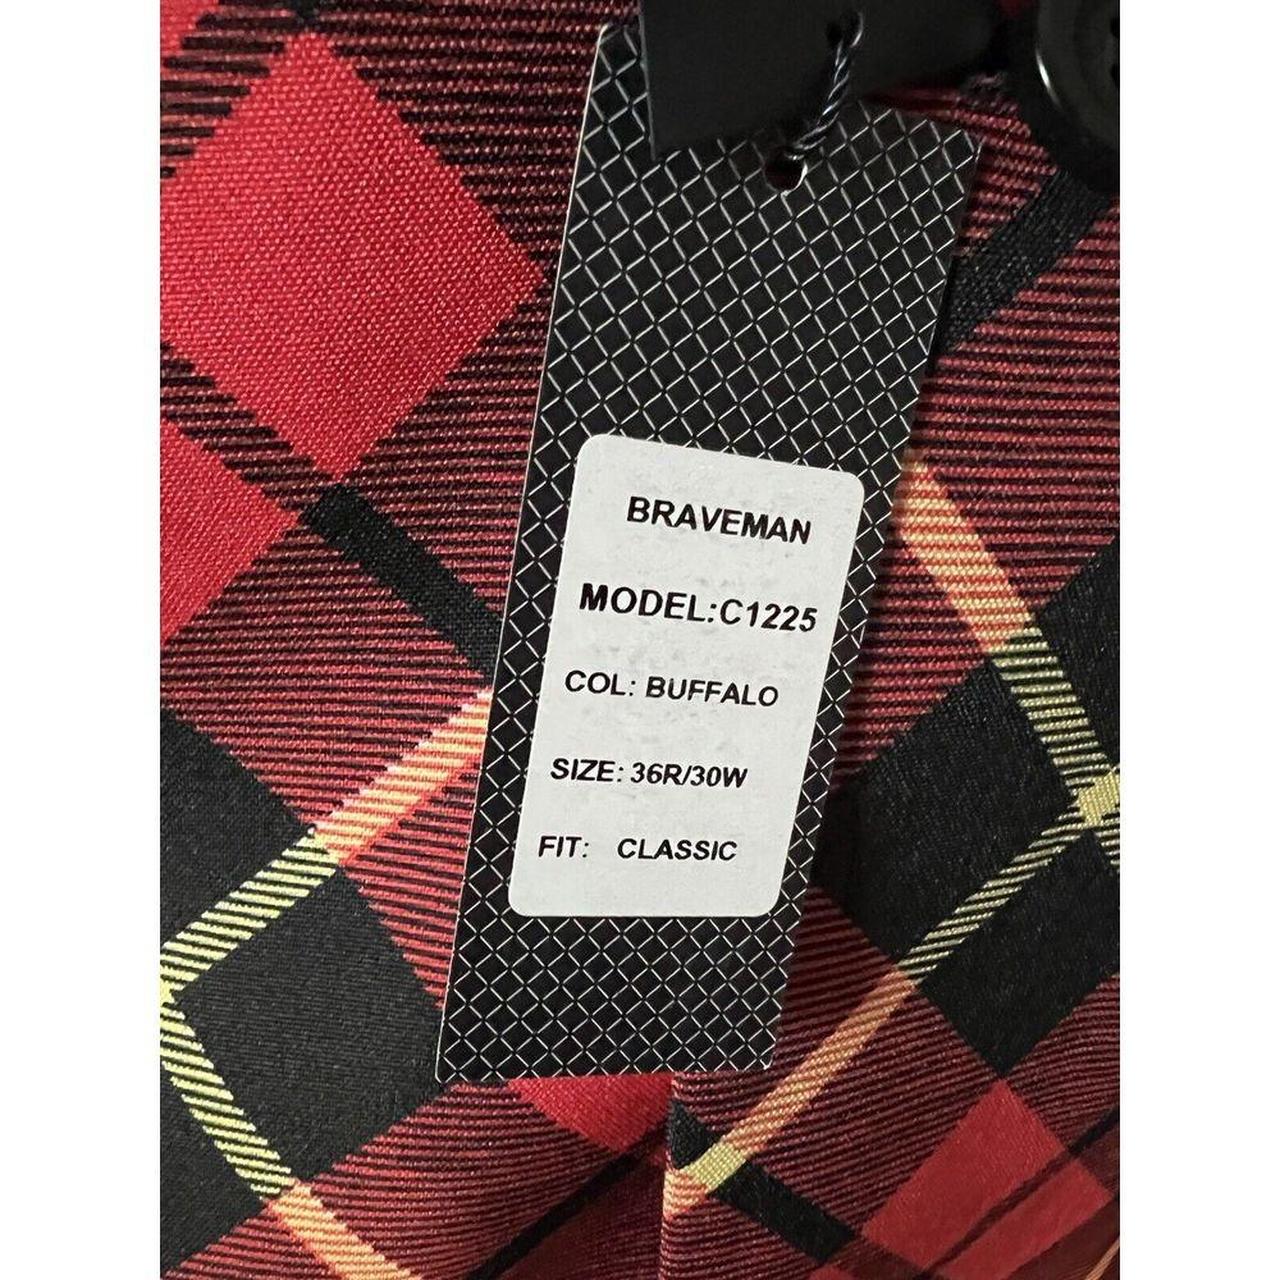 BRAVEMAN
MODEL:C1225
COL: BUFFALO
SIZE: 36R/30W
FIT: CLASSIC